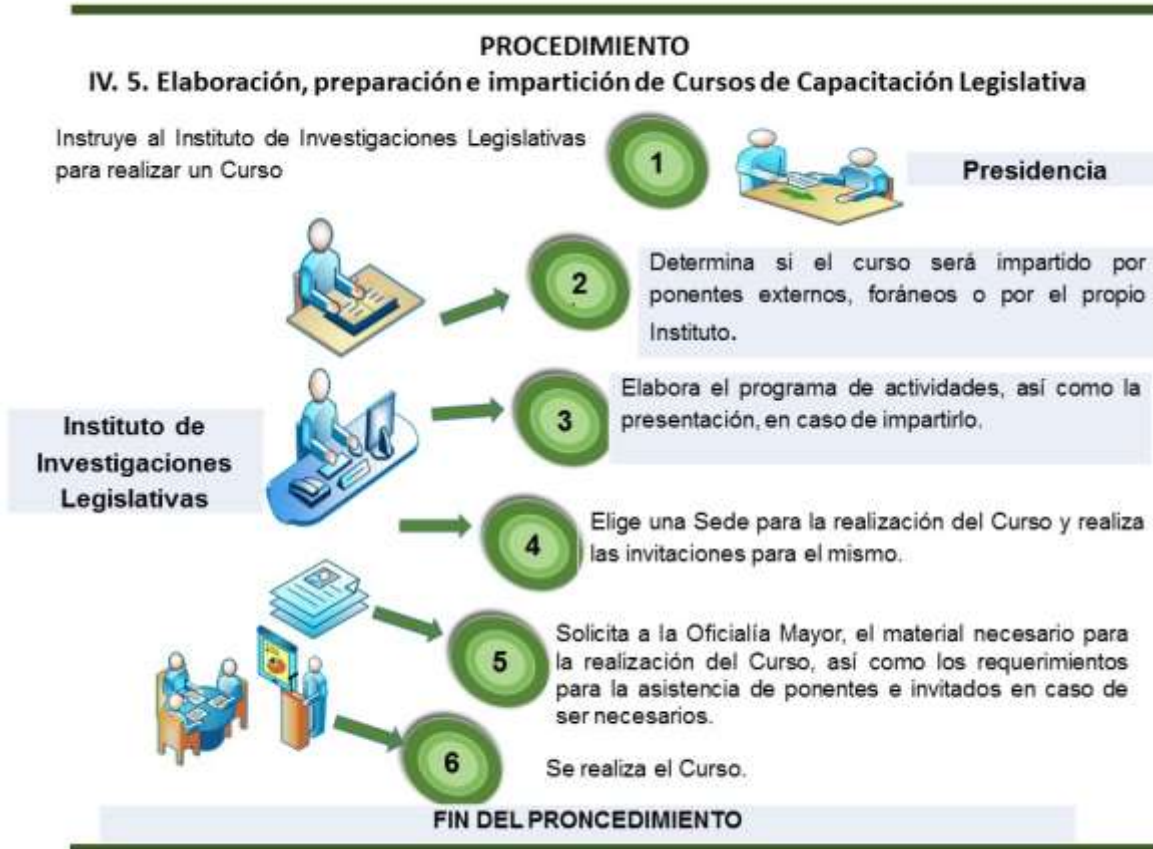 PROCEDIMIENTO
IV. 5. Elaboración, preparación e impartición de Cursos de Capacitación Legislativa
Instruye al Instituto de Investigaciones Legislativas
para realizar un Curso
1
Presidencia
2
Determina si el curso será impartido por
ponentes externos, foráneos o por el propio
Instituto.
3
Elabora el programa de actividades, así como la
presentación, en caso de impartirlo.
Instituto de
Investigaciones
Legislativas
4
Elige una Sede para la realización del Curso y realiza
las invitaciones para el mismo.
5
Solicita a la Oficialía Mayor, el material necesario para
la realización del Curso, así como los requerimientos
para la asistencia de ponentes e invitados en caso de
ser necesarios.
6
Se realiza el Curso.
FIN DEL PRONCEDIMIENTO